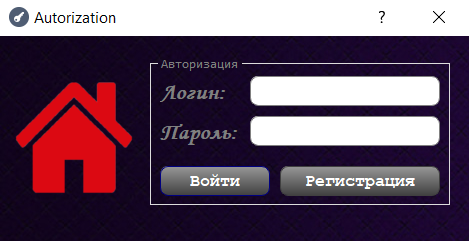 Autorization
?
Авторизация
Логин:
Пароль:
Войти
Регистрация